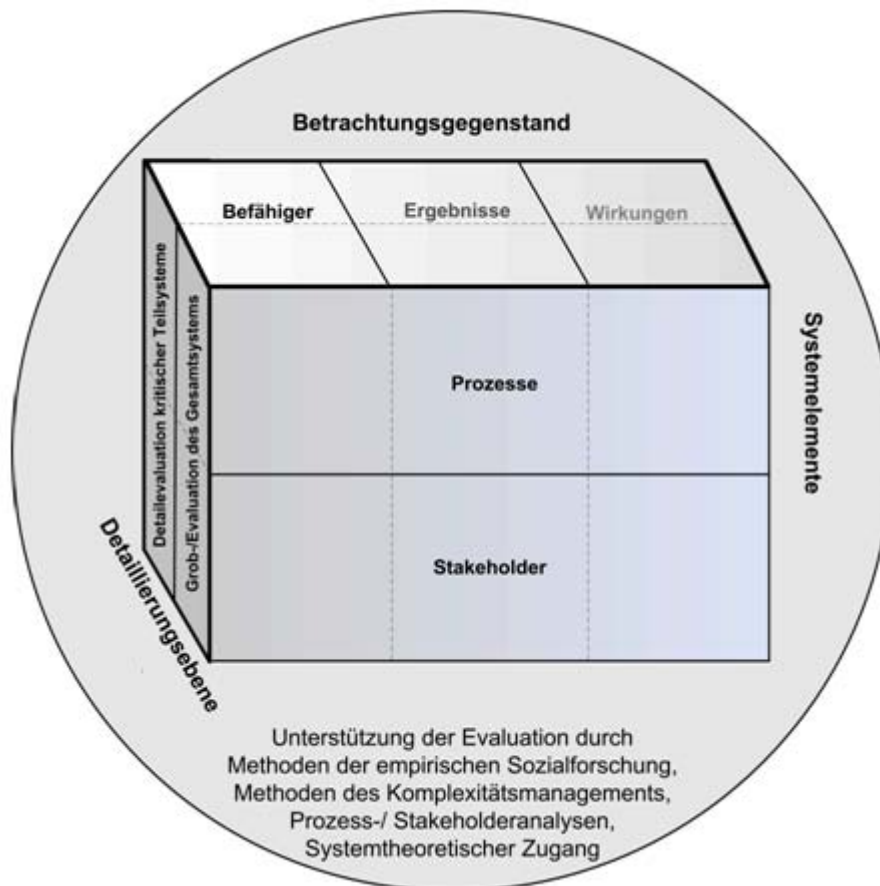 Betrachtungsgegenstand
Befähiger
Ergebnisse
Wirkungen
Detailevaluation kritischer Teilsysteme
Grob-/Evaluation des Gesamtsystems
Prozesse
Systemelemente
Stakeholder
Detaillierungsebene
Unterstützung der Evaluation durch
Methoden der empirischen Sozialforschung,
Methoden des Komplexitätsmanagements,
Prozess-/ Stakeholderanalysen,
Systemtheoretischer Zugang